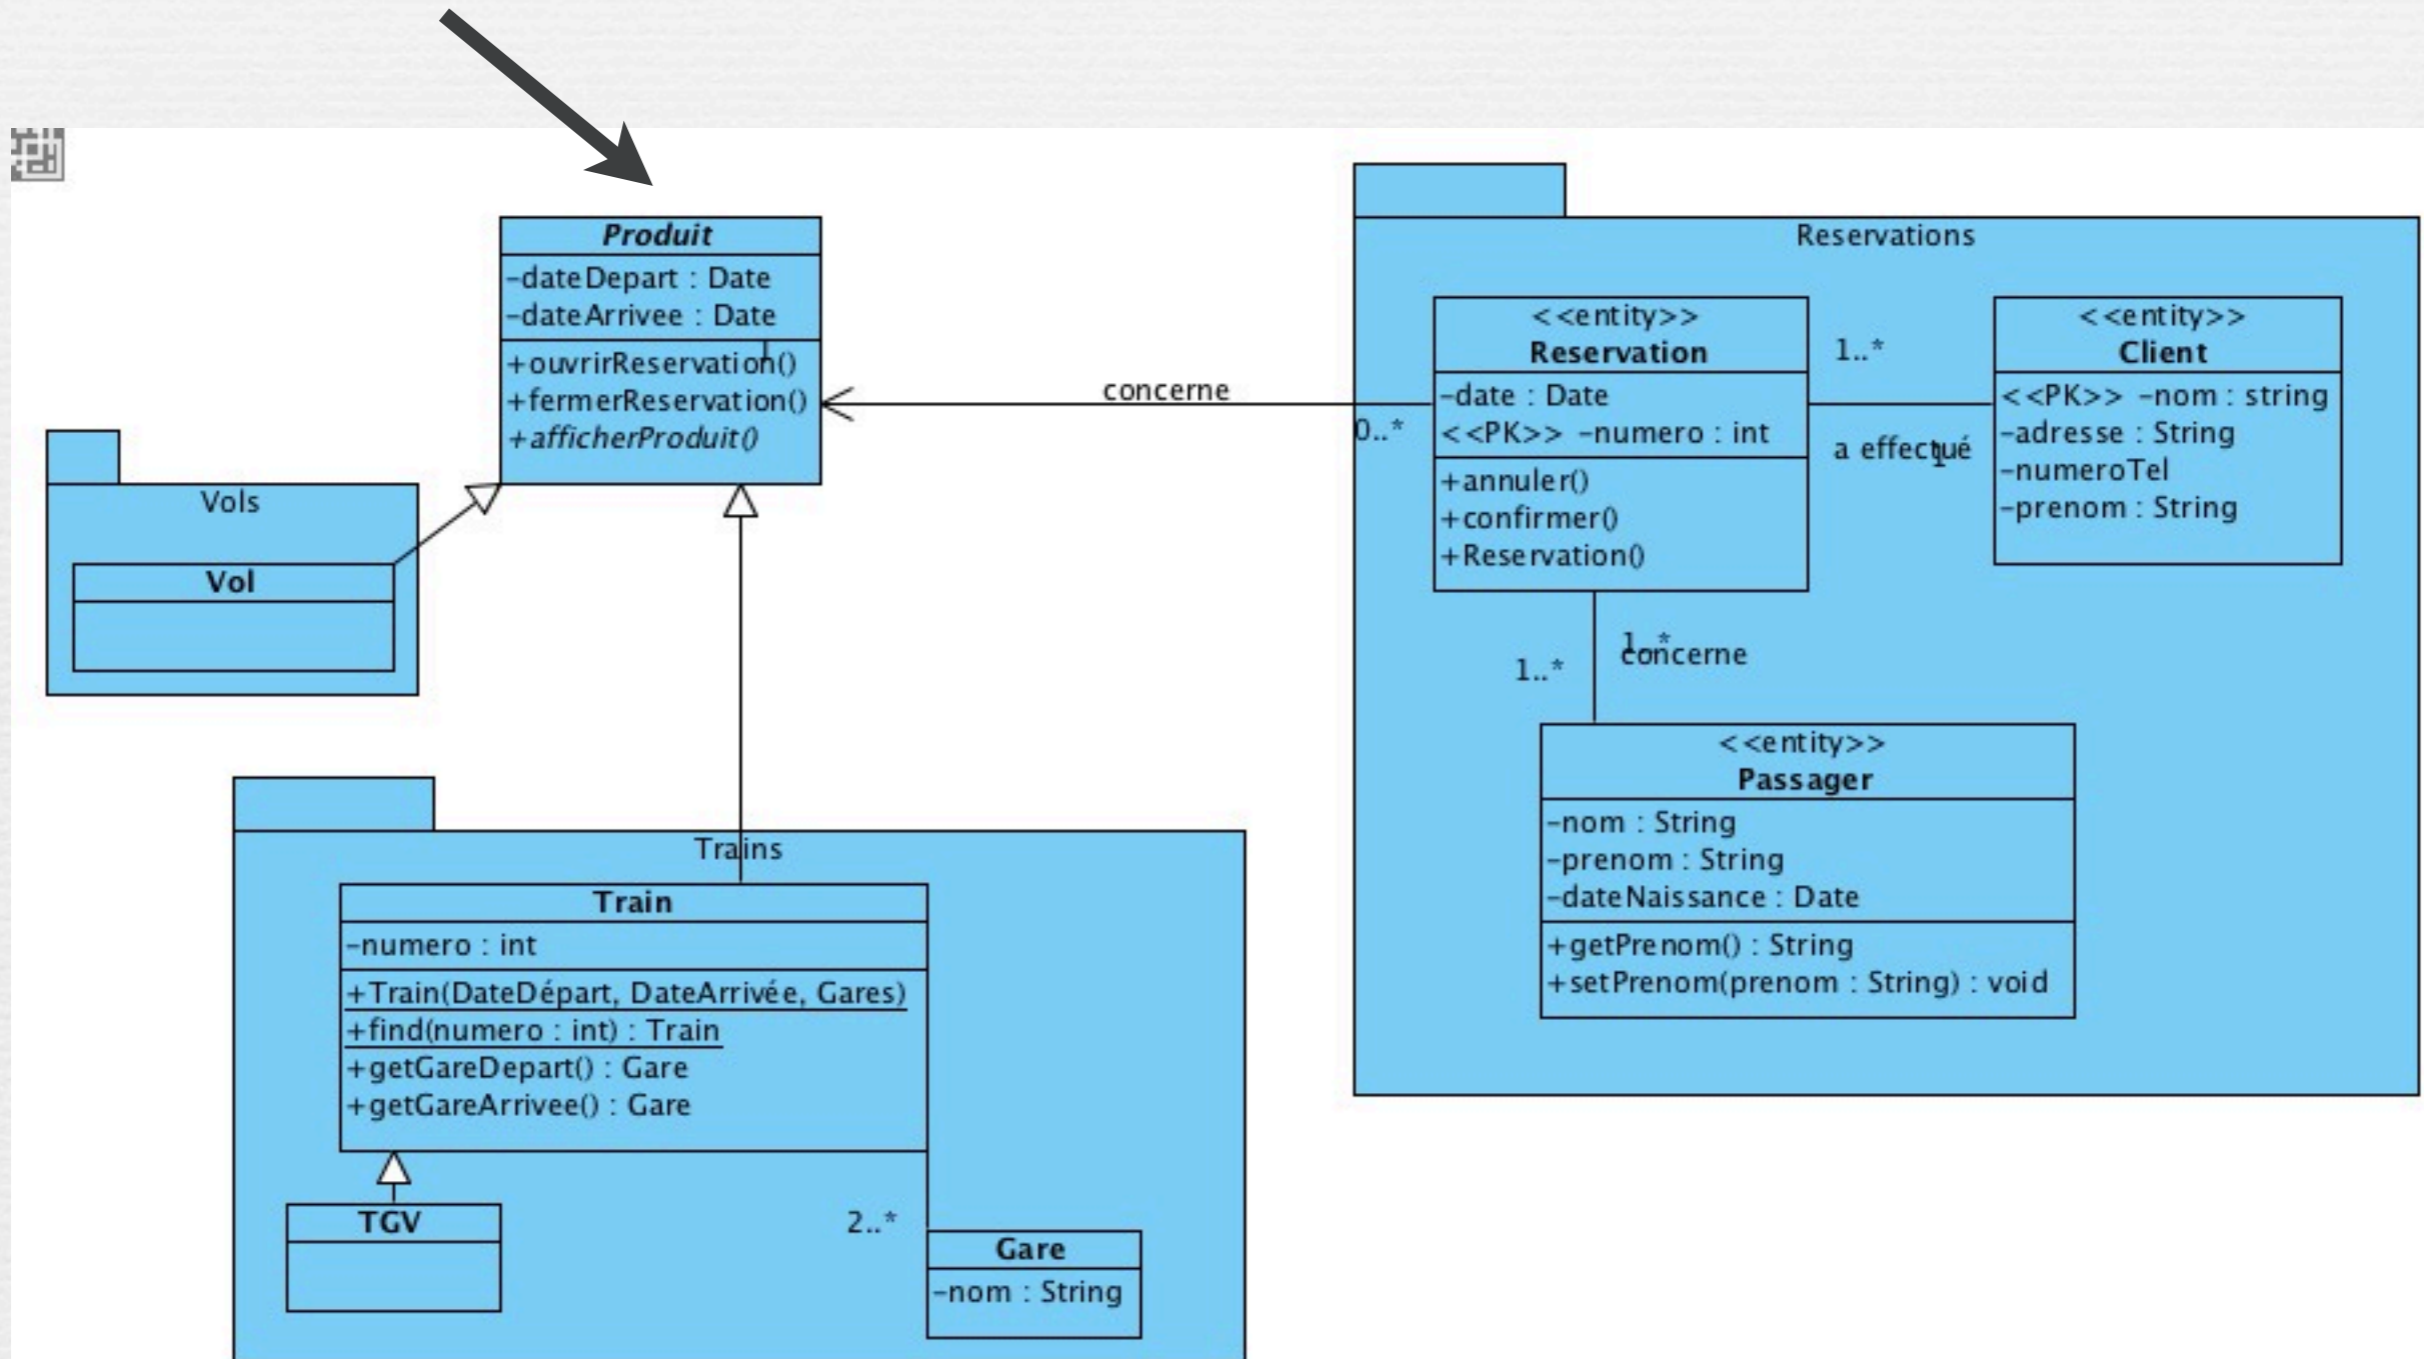 Produit
-dateDepart : Date
-dateArrivee : Date
+ouvrirReservation()
+fermerReservation()
+afficherProduit()
1
concerne
0..*
Vols
Vol
Trains
Train
-numero : int
+Train(DateDépart, DateArrivée, Gares)
+find(numero : int) : Train
+getGareDepart() : Gare
+getGareArrivee() : Gare
TGV
2..*
Gare
-nom : String
Reservations
<<entity>>
Reservation
-date : Date
<<PK>> -numero : int
+annuler()
+confirmer()
+Reservation()
1..*
a effectué
1
<<entity>>
Client
<<PK>> -nom : string
-adresse : String
-numeroTel
-prenom : String
1..*
concerne
1..*
<<entity>>
Passager
-nom : String
-prenom : String
-dateNaissance : Date
+getPrenom() : String
+setPrenom(prenom : String) : void